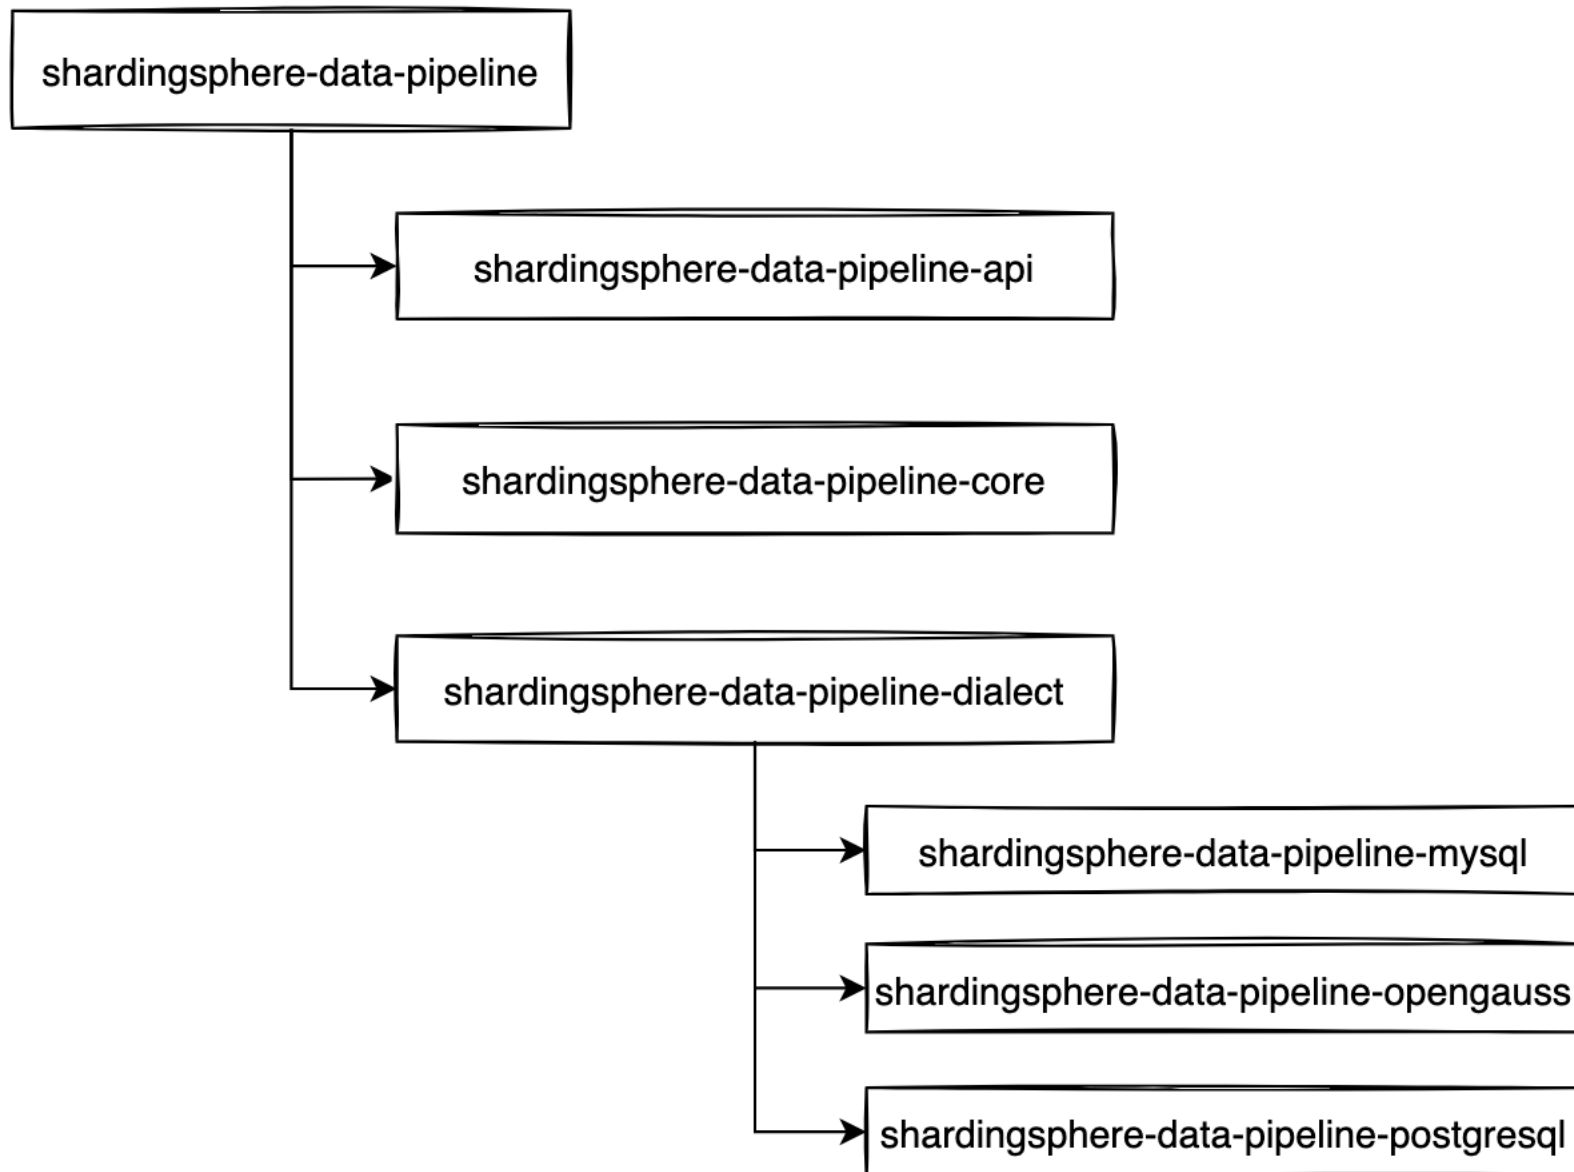 shardingsphere-data-pipeline
shardingsphere-data-pipeline-api
shardingsphere-data-pipeline-core
shardingsphere-data-pipeline-dialect
shardingsphere-data-pipeline-mysql
shardingsphere-data-pipeline-opengauss
shardingsphere-data-pipeline-postgresql